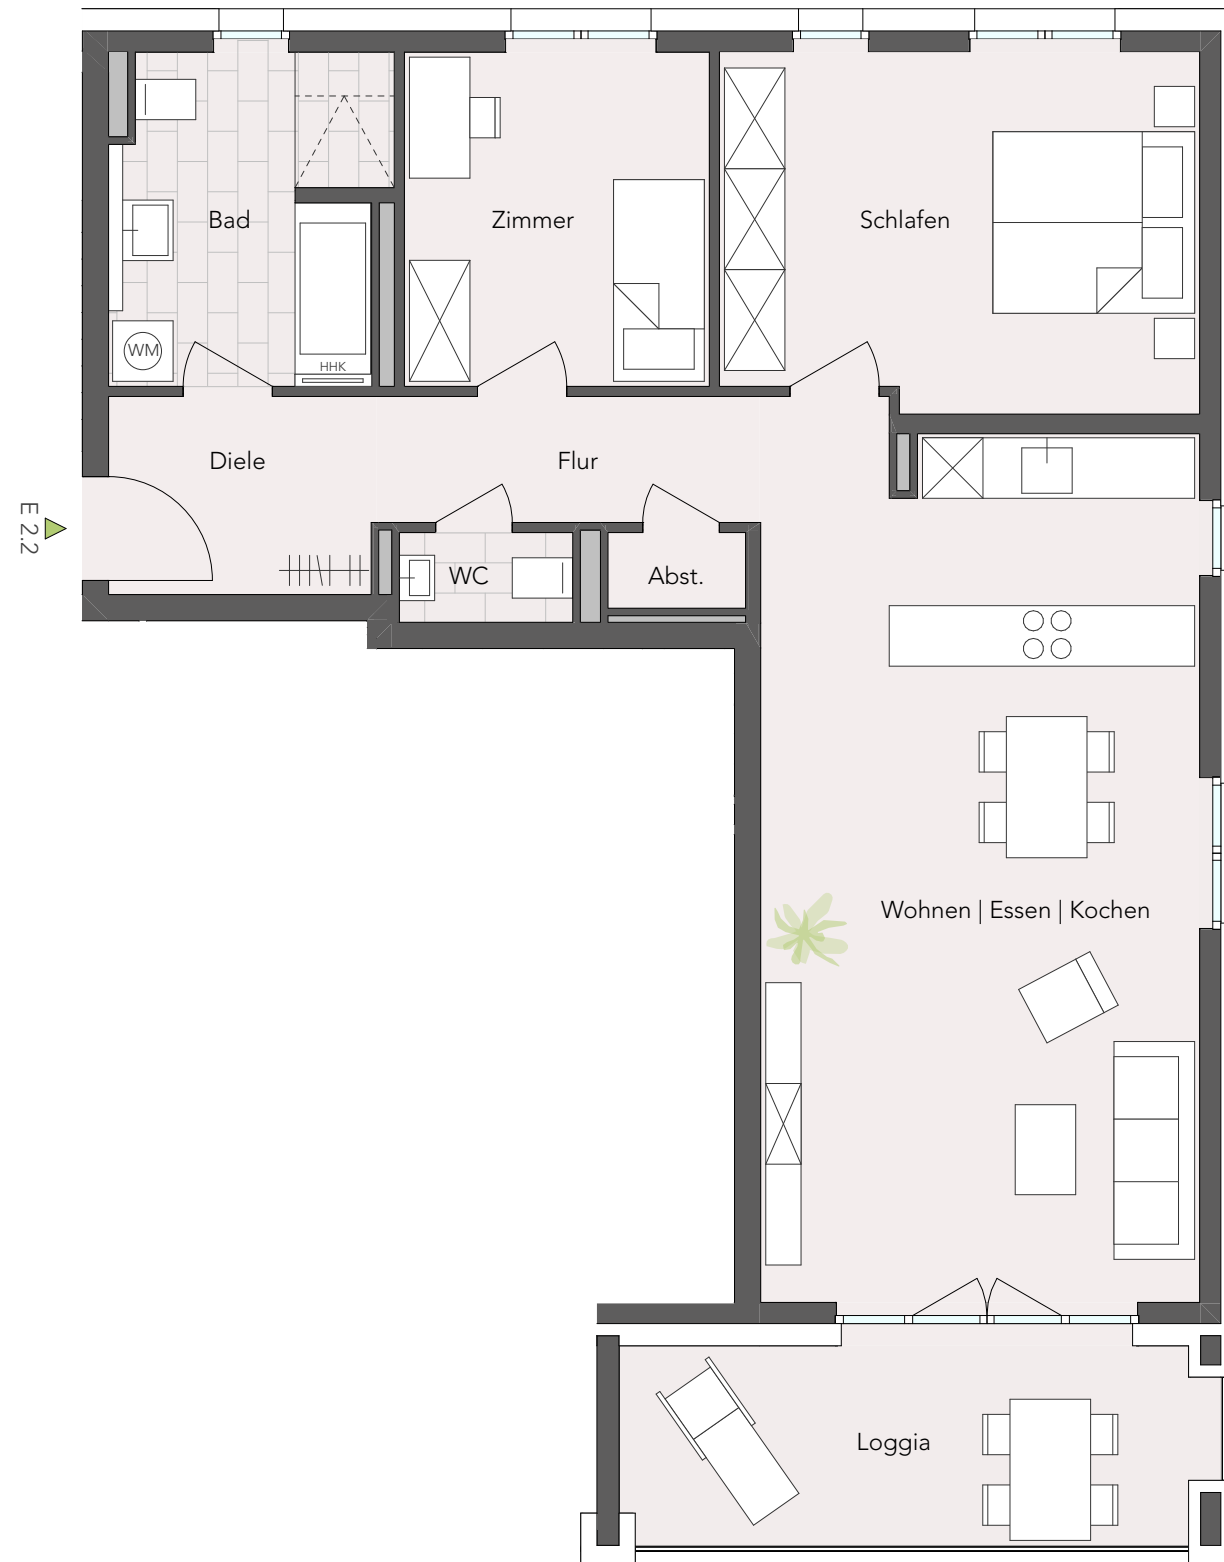 Bad
Zimmer
Schlafen
WM
HHK
Diele
Flur
E 2.2
WC
Abst.
Wohnen | Essen | Kochen
Loggia